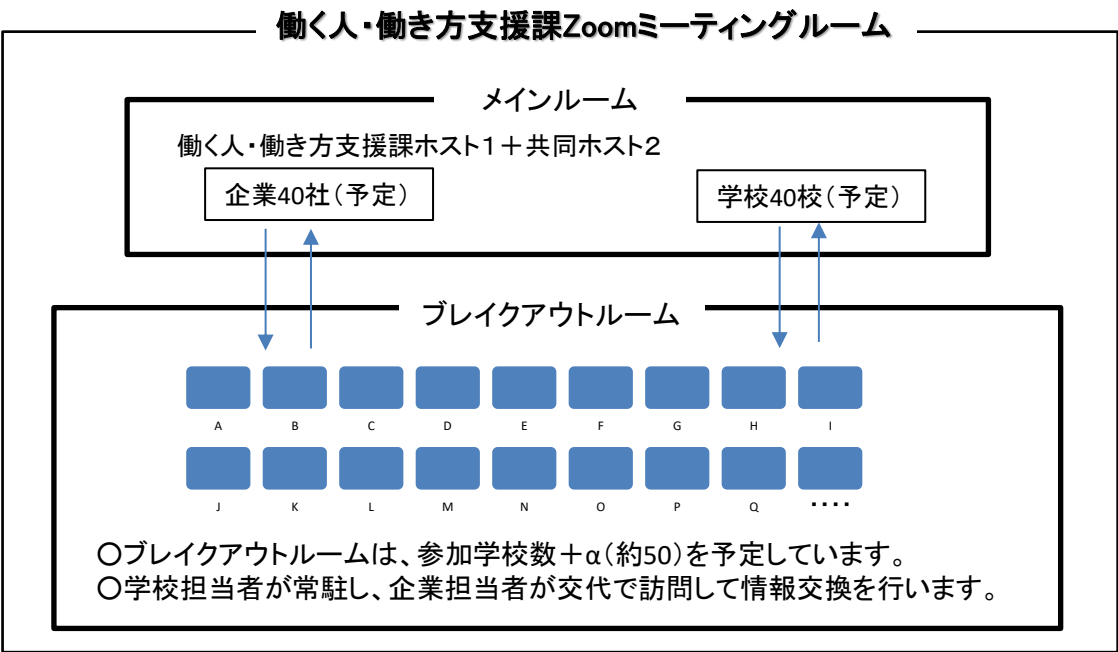 働く人・働き方支援課Zoomミーティングルーム
メインルーム
働く人・働き方支援課ホスト1＋共同ホスト2
企業40社（予定）
学校40校（予定）
ブレイクアウトルーム
A B C D E F G H I
J K L M N O P Q ‥‥
〇ブレイクアウトルームは、参加学校数＋α（約50）を予定しています。
〇学校担当者が常駐し、企業担当者が交代で訪問して情報交換を行います。